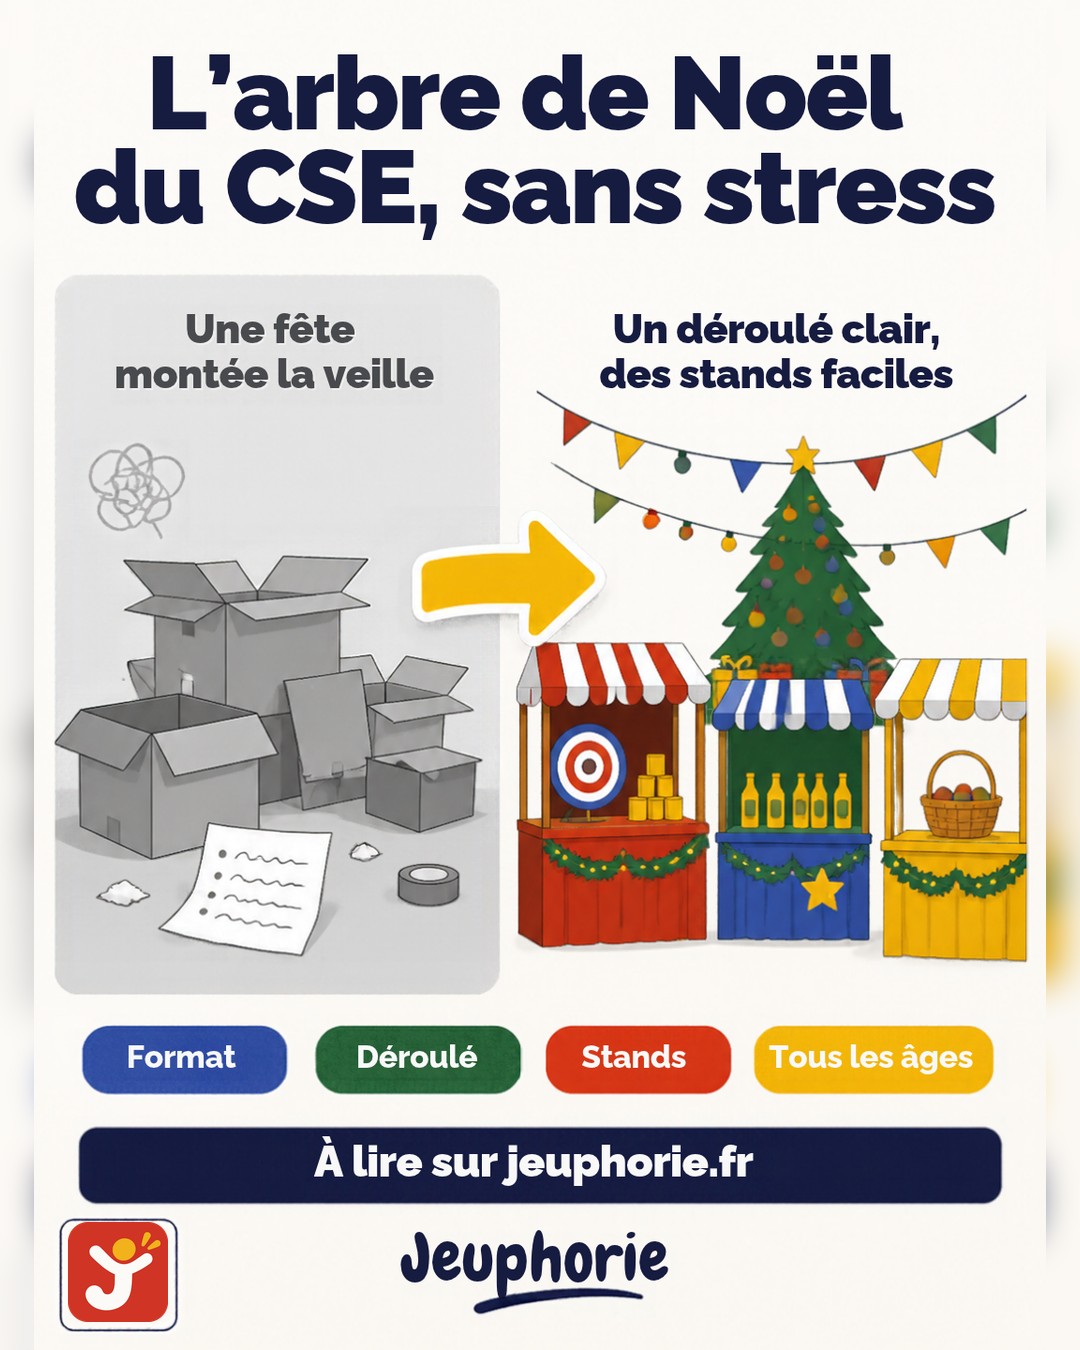 L’arbre de Noël
du CSE, sans stress
Une fête
montée la veille
Un déroulé clair,
des stands faciles
Format
Déroulé
Stands
Tous les âges
À lire sur jeuphorie.fr
Jeuphorie